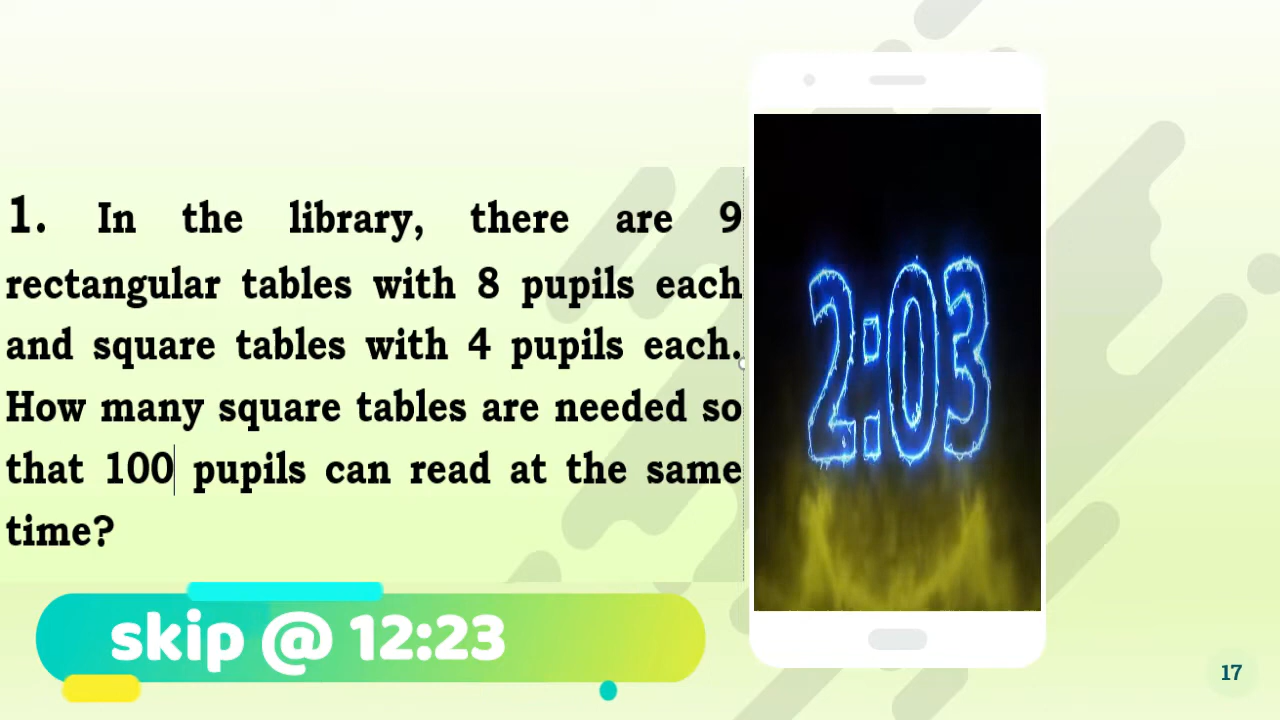 1. In the library, there are 9
rectangular tables with 8 pupils each
and square tables with 4 pupils each.
How many square tables are needed so
that 100 pupils can read at the same
time?
2:03
skip @ 12:23
17